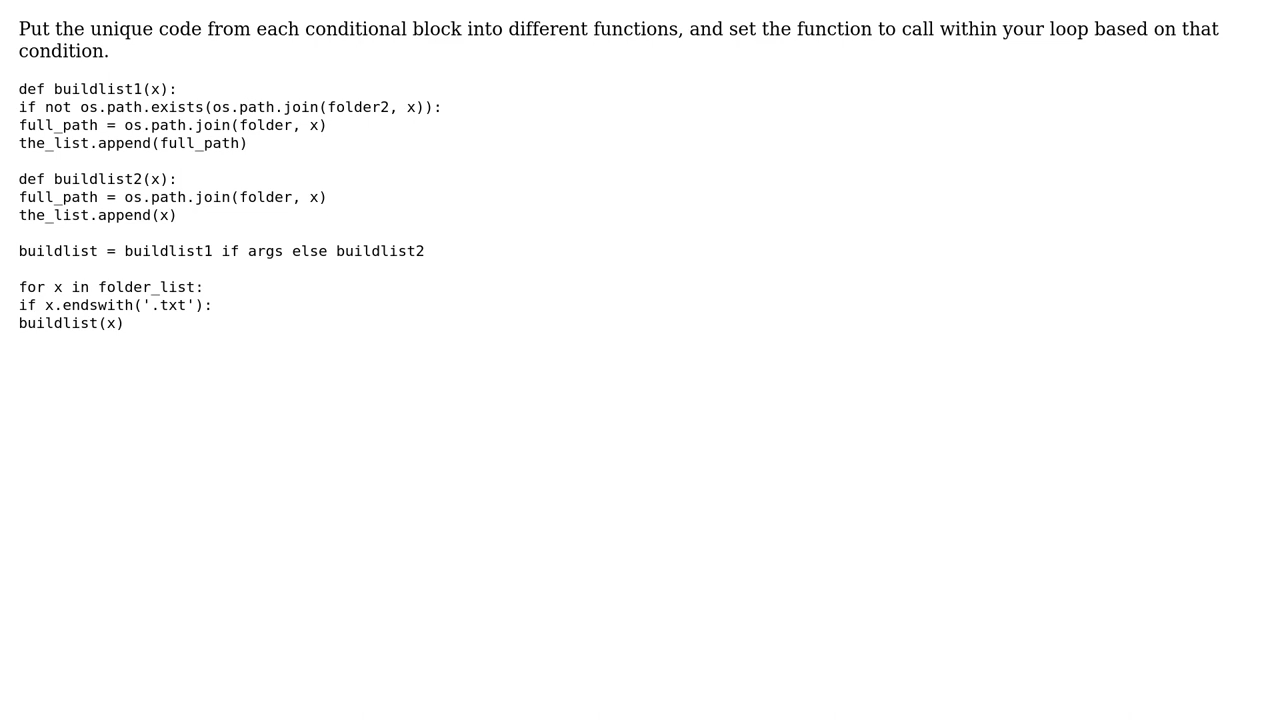 Put the unique code from each conditional block into different functions, and set the function to call within your loop based on that
condition.
def buildlist1(x):
if not os.path.exists(os.path.join(folder2, x)):
full_path = os.path.join(folder, x)
the_list.append(full_path)
def buildlist2(x):
full_path = os.path.join(folder, x)
the_list.append(x)
buildlist = buildlist1 if args else buildlist2
for x in folder_list:
if x.endswith('.txt'):
buildlist(x)